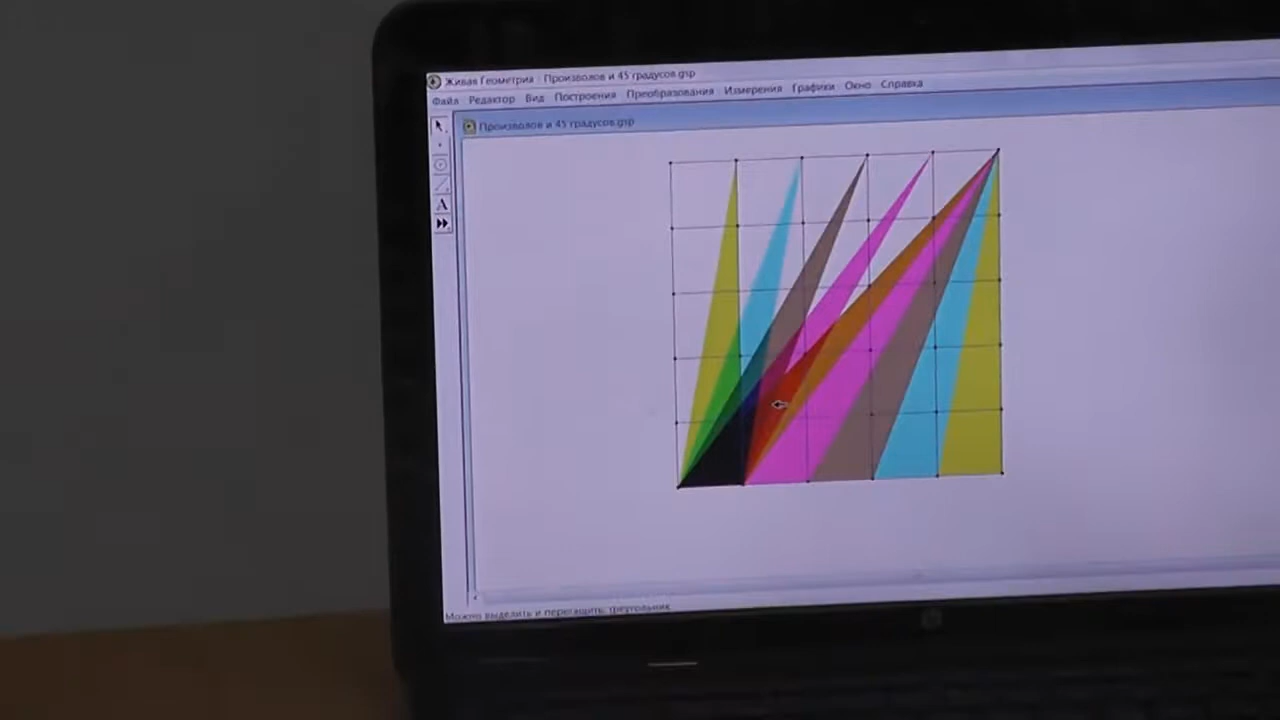 Живая Геометрия - Произволов и 45 градусов.gsp
Файл Редактор Вид Построения Преобразования Измерения Графики Окно Справка
Произволов и 45 градусов.gsp
A
Можно выделить и перетащить: треугольник